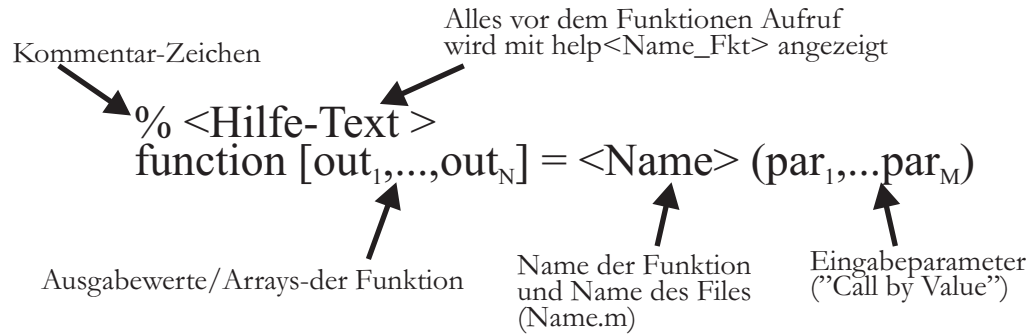 Alles vor dem Funktionen Aufruf
wird mit help<Name_Fkt> angezeigt
Kommentar-Zeichen
% <Hilfe-Text >
function [out1,...,outN] = <Name> (par1,...parM)
Ausgabewerte/Arrays-der Funktion
Name der Funktion
und Name des Files
(Name.m)
Eingabeparameter
(”Call by Value”)